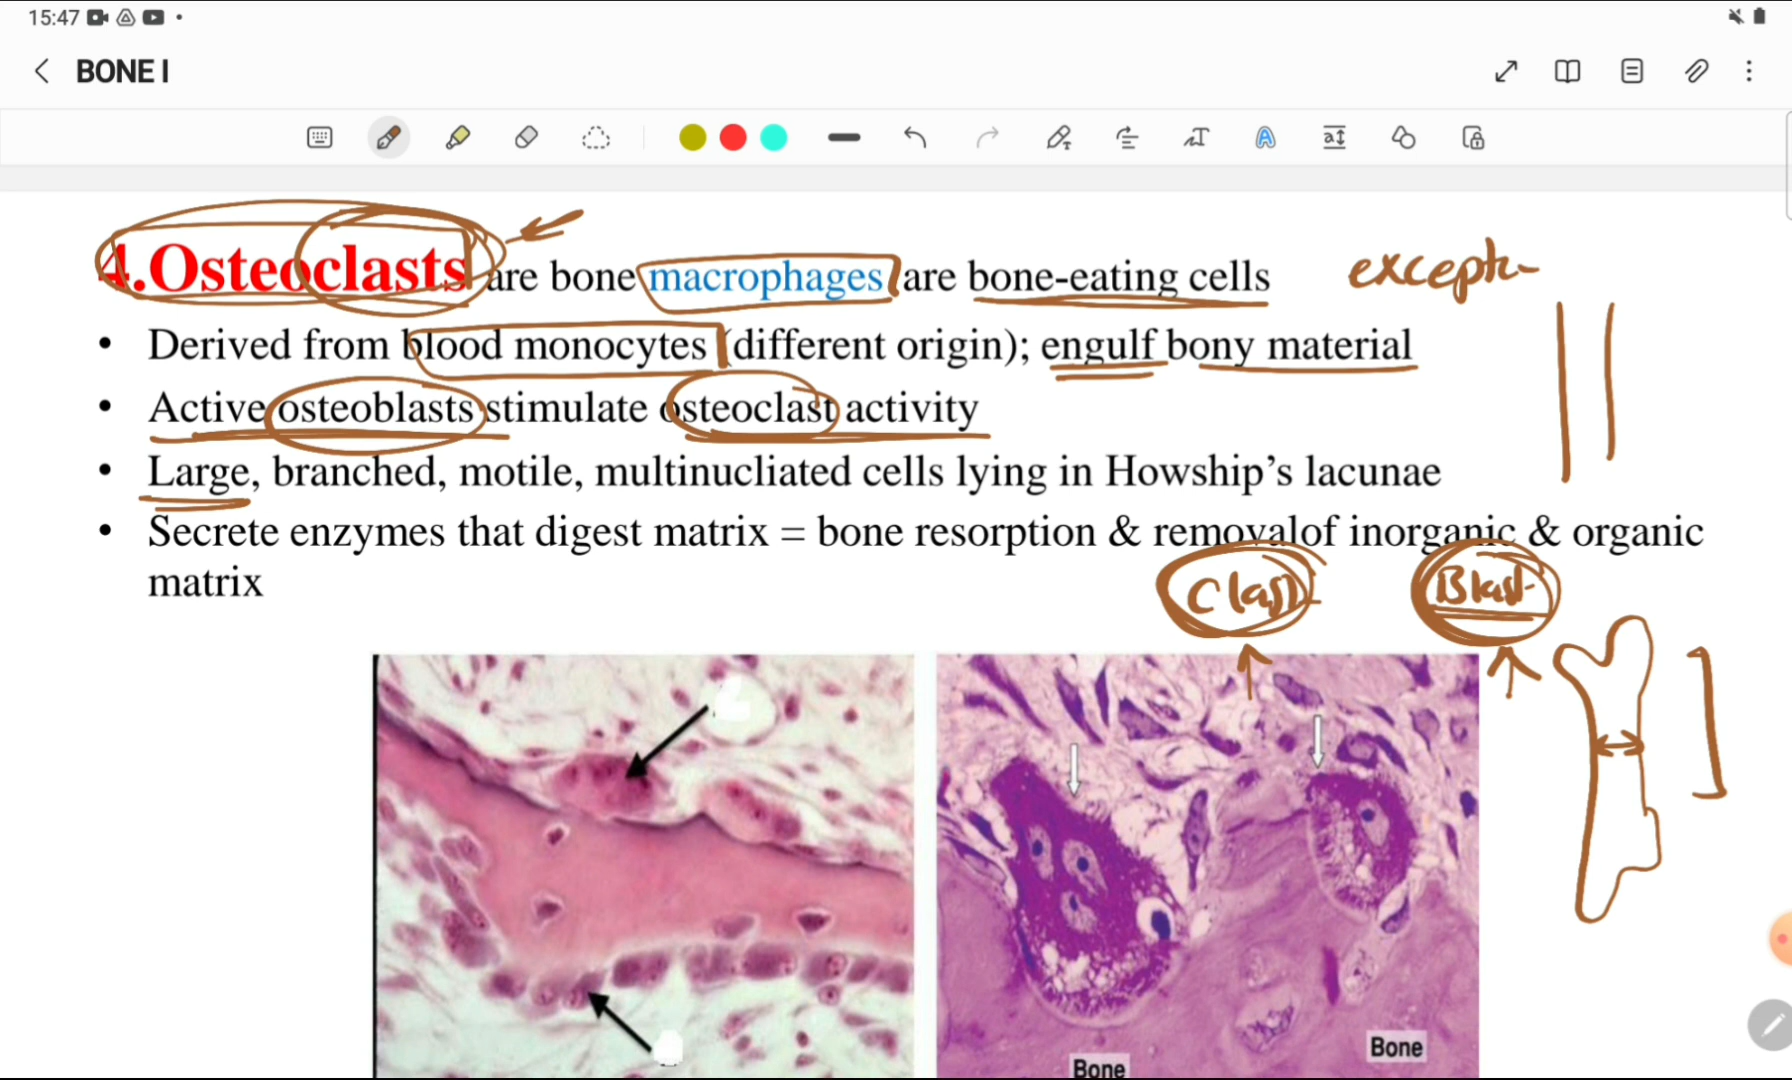 15:47
BONE I
4.Osteoclasts are bone macrophages are bone-eating cells
except
• Derived from blood monocytes (different origin); engulf bony material
• Active osteoblasts stimulate osteoclast activity
• Large, branched, motile, multinucliated cells lying in Howship’s lacunae
• Secrete enzymes that digest matrix = bone resorption & removalof inorganic & organic
matrix
Clast
Blast
Bone
Bone